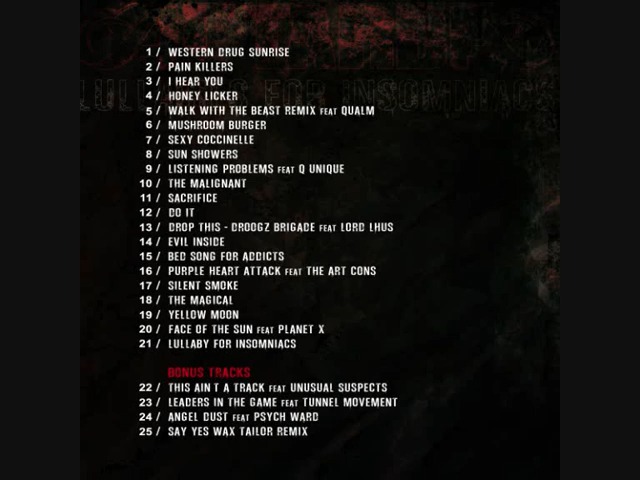 LULLABIES FOR INSOMNIACS
1 / WESTERN DRUG SUNRISE
2 / PAIN KILLERS
3 / I HEAR YOU
4 / HONEY LICKER
5 / WALK WITH THE BEAST REMIX FEAT QUALM
6 / MUSHROOM BURGER
7 / SEXY COCCINELLE
8 / SUN SHOWERS
9 / LISTENING PROBLEMS FEAT Q UNIQUE
10 / THE MALIGNANT
11 / SACRIFICE
12 / DO IT
13 / DROP THIS - DROOGZ BRIGADE FEAT LORD LHUS
14 / EVIL INSIDE
15 / BED SONG FOR ADDICTS
16 / PURPLE HEART ATTACK FEAT THE ART CONS
17 / SILENT SMOKE
18 / THE MAGICAL
19 / YELLOW MOON
20 / FACE OF THE SUN FEAT PLANET X
21 / LULLABY FOR INSOMNIACS
BONUS TRACKS
22 / THIS AIN T A TRACK FEAT UNUSUAL SUSPECTS
23 / LEADERS IN THE GAME FEAT TUNNEL MOVEMENT
24 / ANGEL DUST FEAT PSYCH WARD
25 / SAY YES WAX TAILOR REMIX